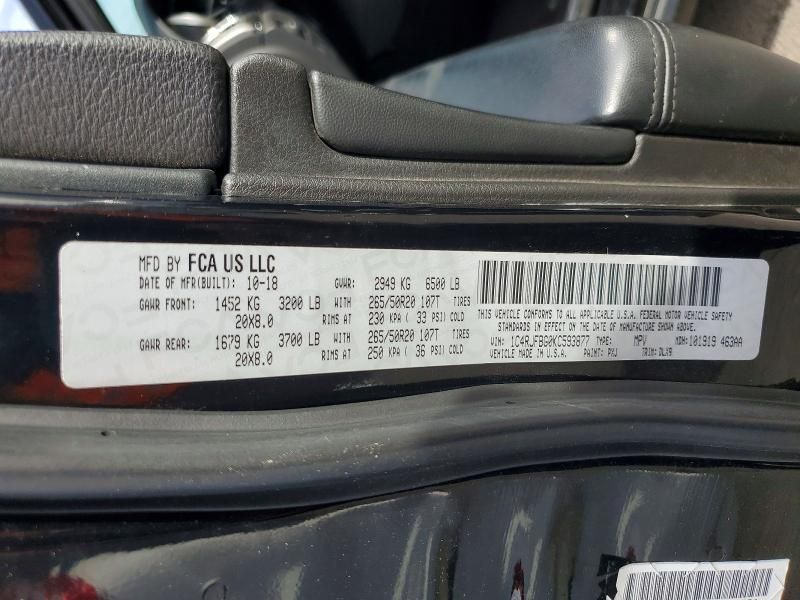 MFD BY FCA US LLC
DATE OF MFR(BUILT): 10-18 GVWR: 2949 KG 6500 LB
GAWR FRONT: 1452 KG 3200 LB WITH 265/50R20 107T TIRES
20X8.0 RIMS AT 230 KPA ( 33 PSI) COLD
GAWR REAR: 1679 KG 3700 LB WITH 265/50R20 107T TIRES
20X8.0 RIMS AT 250 KPA ( 36 PSI) COLD
THIS VEHICLE CONFORMS TO ALL APPLICABLE U.S.A. FEDERAL MOTOR VEHICLE SAFETY
STANDARDS IN EFFECT ON THE DATE OF MANUFACTURE SHOWN ABOVE.
VIN: 1C4RJFBG0KC593877 TYPE: MPV MDH: 101919 463AA
VEHICLE MADE IN U.S.A. PAINT: PXJ TRIM: DLX9